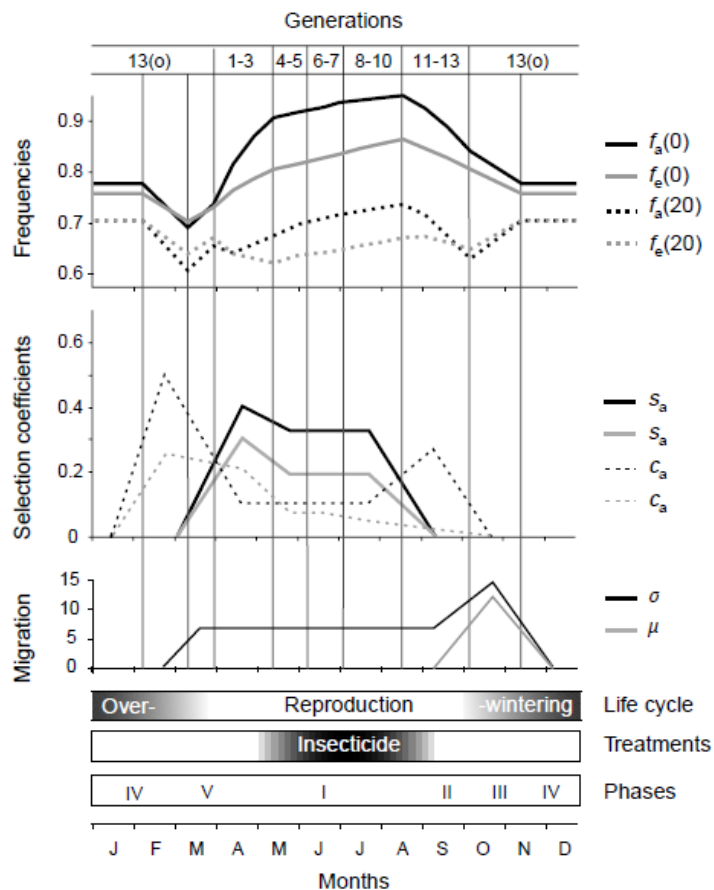 Generations
13(o) 1-3 4-5 6-7 8-10 11-13 13(o)
Frequencies
0.9
0.8
0.7
0.6
fa(0)
fe(0)
fa(20)
fe(20)
Selection coefficients
0.6
0.4
0.2
0
sa
sa
ca
ca
Migration
15
10
5
0
σ
μ
Over- Reproduction -wintering Life cycle
Insecticide Treatments
IV V I II III IV Phases
J F M A M J J A S O N D
Months